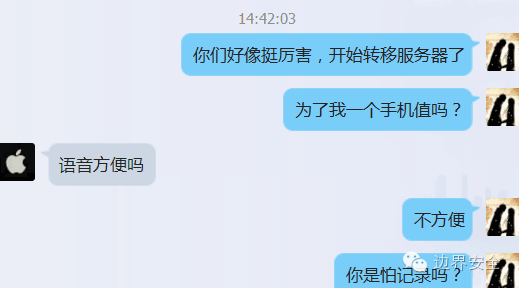 14:42:03
你们好像挺厉害，开始转移服务器了
为了我一个手机值吗？
语音方便吗
不方便
你是怕记录吗？
边界安全